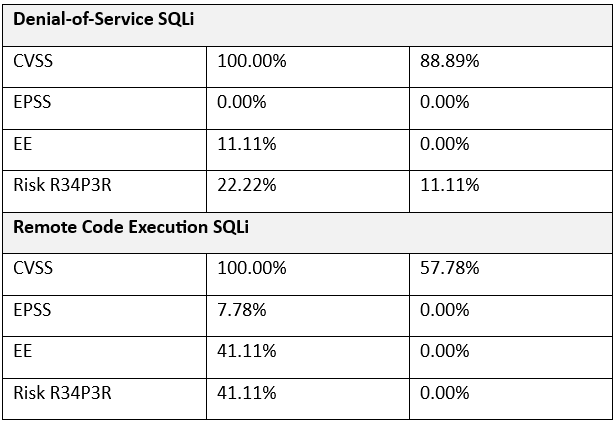 Denial-of-Service SQLi
CVSS 100.00% 88.89%
EPSS 0.00% 0.00%
EE 11.11% 0.00%
Risk R34P3R 22.22% 11.11%
Remote Code Execution SQLi
CVSS 100.00% 57.78%
EPSS 7.78% 0.00%
EE 41.11% 0.00%
Risk R34P3R 41.11% 0.00%